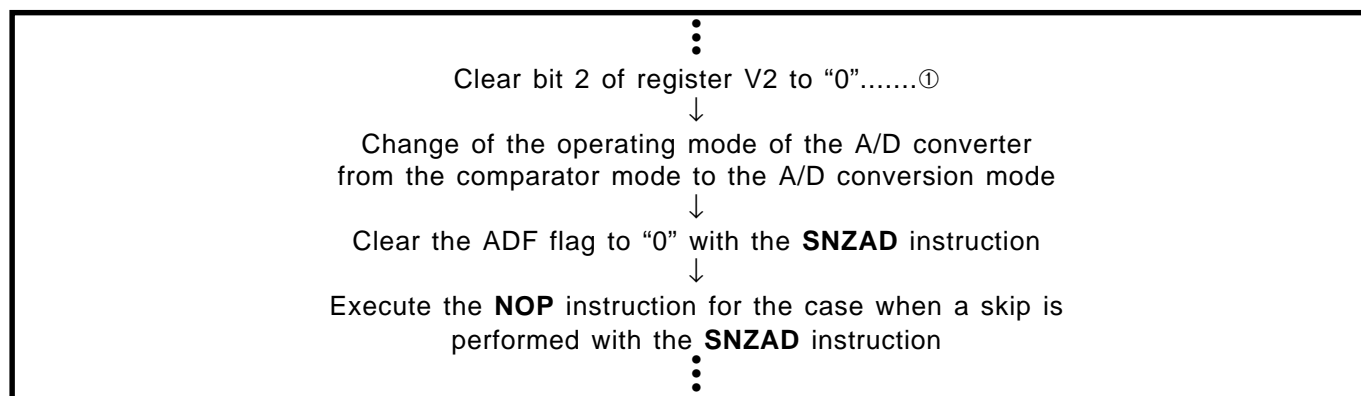 Clear bit 2 of register V2 to “0”.......①
↓
Change of the operating mode of the A/D converter
from the comparator mode to the A/D conversion mode
↓
Clear the ADF flag to “0” with the SNZAD instruction
↓
Execute the NOP instruction for the case when a skip is
performed with the SNZAD instruction